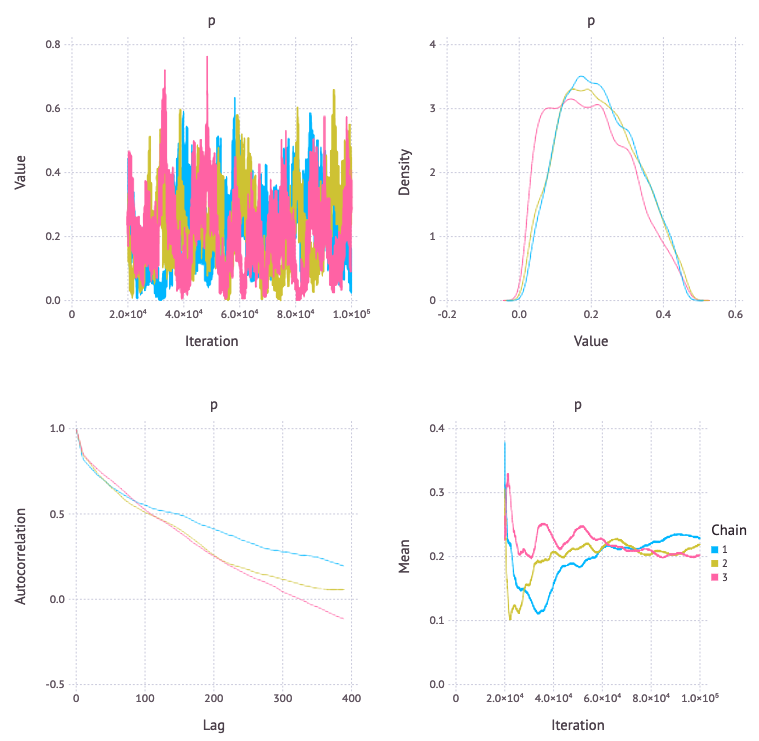 p
Value
0.8
0.6
0.4
0.2
0.0
0 2.0×10⁴ 4.0×10⁴ 6.0×10⁴ 8.0×10⁴ 1.0×10⁵
Iteration
p
Density
4
3
2
1
0
-0.2 0.0 0.2 0.4 0.6
Value
p
Autocorrelation
1.0
0.5
0.0
-0.5
0 100 200 300 400
Lag
p
Mean
0.4
0.3
0.2
0.1
0.0
0 2.0×10⁴ 4.0×10⁴ 6.0×10⁴ 8.0×10⁴ 1.0×10⁵
Iteration
Chain
1
2
3